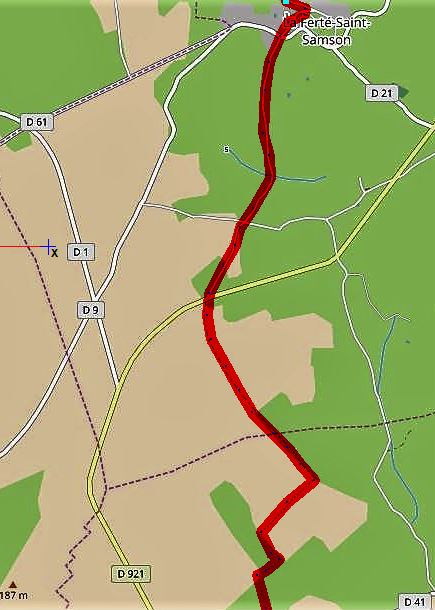 La Ferté-Saint-
Samson
D 21
D 61
S
D 1
X
D 9
D 921
187 m
D 41